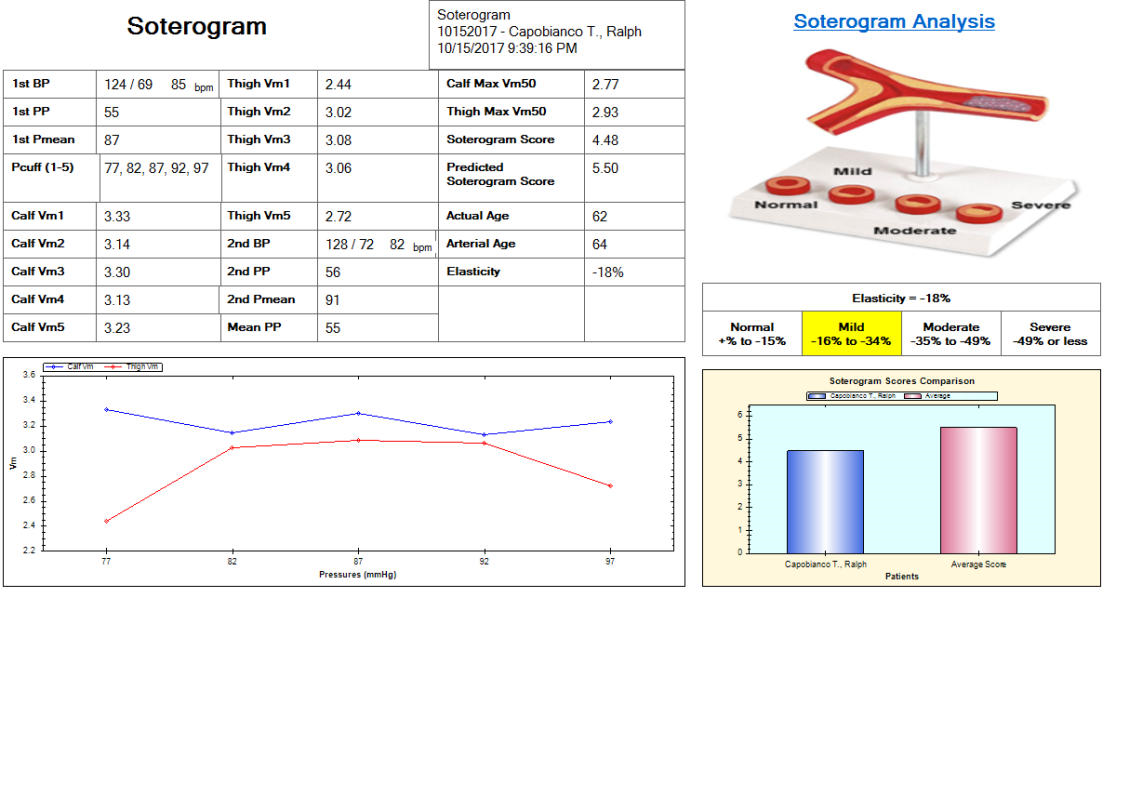 Soterogram
Soterogram
10152017 - Capobianco T., Ralph
10/15/2017 9:39:16 PM
1st BP 124 / 69 85 bpm Thigh Vm1 2.44 Calf Max Vm50 2.77
1st PP 55 Thigh Vm2 3.02 Thigh Max Vm50 2.93
1st Pmean 87 Thigh Vm3 3.08 Soterogram Score 4.48
Pcuff (1-5) 77, 82, 87, 92, 97 Thigh Vm4 3.06 Predicted 5.50
Soterogram Score
Calf Vm1 3.33 Thigh Vm5 2.72 Actual Age 62
Calf Vm2 3.14 2nd BP 128 / 72 82 bpm Arterial Age 64
Calf Vm3 3.30 2nd PP 56 Elasticity -18%
Calf Vm4 3.13 2nd Pmean 91
Calf Vm5 3.23 Mean PP 55
Calf Vm Thigh Vm
3.6
3.4
3.2
3.0
2.8
2.6
2.4
2.2
Vm
77 82 87 92 97
Pressures (mmHg)
Soterogram Analysis
Mild
Normal
Severe
Moderate
Elasticity = -18%
Normal Mild Moderate Severe
+% to -15% -16% to -34% -35% to -49% -49% or less
Soterogram Scores Comparison
Capobianco T., Ralph Average
6
5
4
3
2
1
0
Capobianco T., Ralph Average Score
Patients